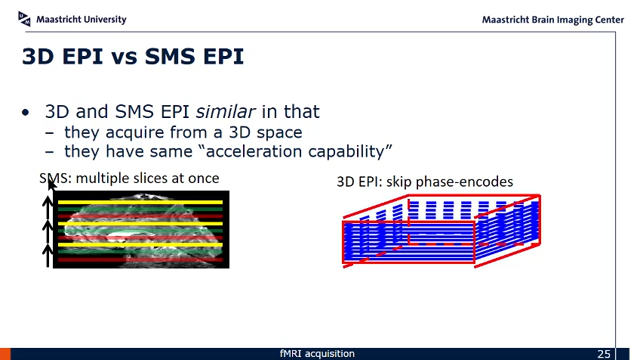 Maastricht University
Maastricht Brain Imaging Center
3D EPI vs SMS EPI
• 3D and SMS EPI similar in that
– they acquire from a 3D space
– they have same “acceleration capability”
SMS: multiple slices at once
3D EPI: skip phase-encodes
fMRI acquisition
25